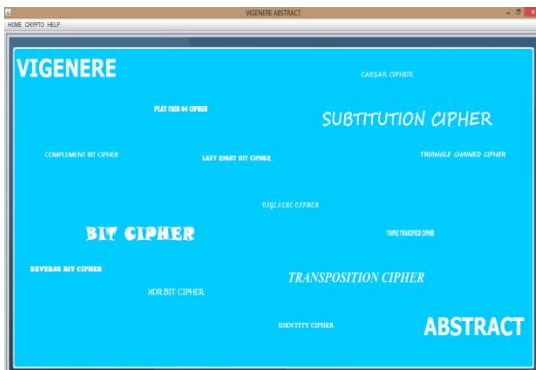 VIGENERE ABSTRACT
HOME CRYPTO HELP
VIGENERE
CAESAR CIPHER
PLAY FAIR 64 CIPHER
SUBTITUTION CIPHER
COMPLEMENT BIT CIPHER
LEFT RIGHT BIT CIPHER
TRIANGLE CHAINED CIPHER
VIGENERE CIPHER
BIT CIPHER
TRIPLE TRANSPOSE CIPHER
REVERSE BIT CIPHER
TRANSPOSITION CIPHER
XOR BIT CIPHER
IDENTITY CIPHER
ABSTRACT